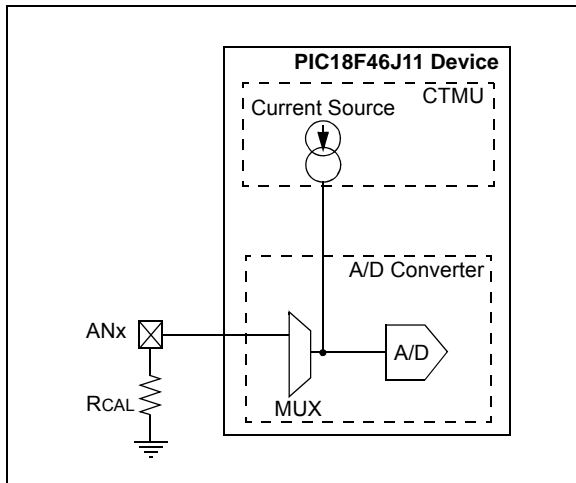 PIC18F46J11 Device
CTMU
Current Source
A/D Converter
ANx
A/D
RCAL
MUX